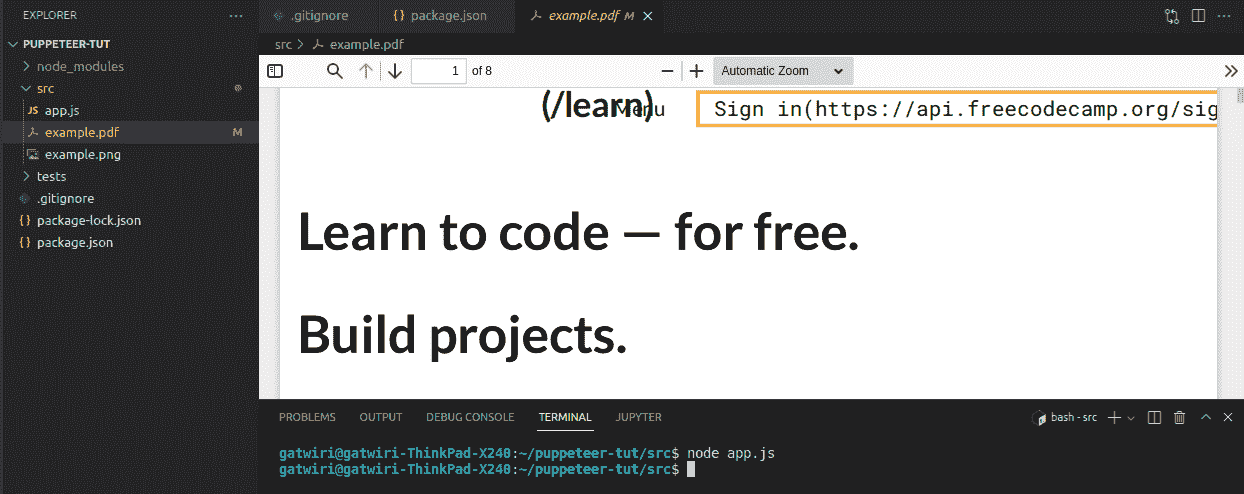 EXPLORER
PUPPETEER-TUT
node_modules
src
JS app.js
example.pdf M
example.png
tests
.gitignore
{} package-lock.json
{} package.json
.gitignore {} package.json example.pdf M
src > example.pdf
1 of 8 Automatic Zoom
(/learn) Menu Sign in(https://api.freecodecamp.org/sig
Learn to code — for free.
Build projects.
PROBLEMS OUTPUT DEBUG CONSOLE TERMINAL JUPYTER bash - src
gatwiri@gatwiri-ThinkPad-X240:~/puppeteer-tut/src$ node app.js
gatwiri@gatwiri-ThinkPad-X240:~/puppeteer-tut/src$